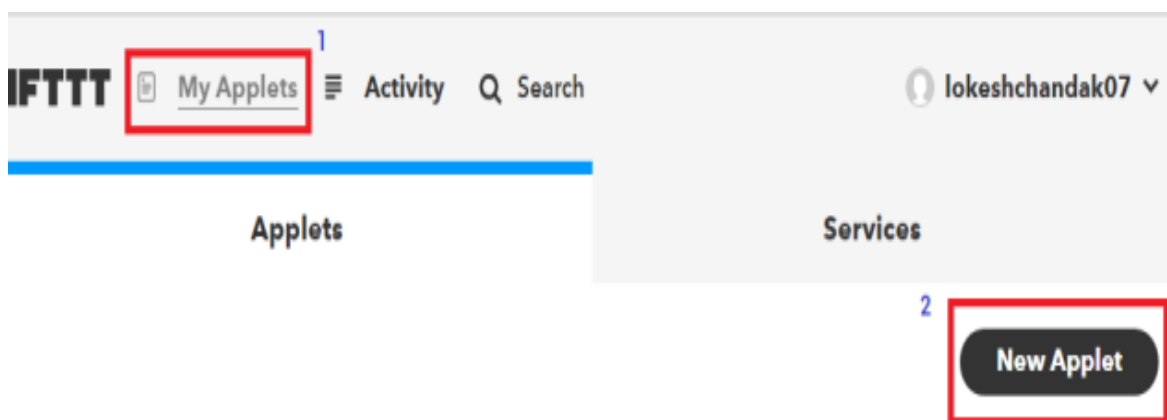 1
IFTTT My Applets Activity Search lokeshchandak07
Applets Services
2
New Applet